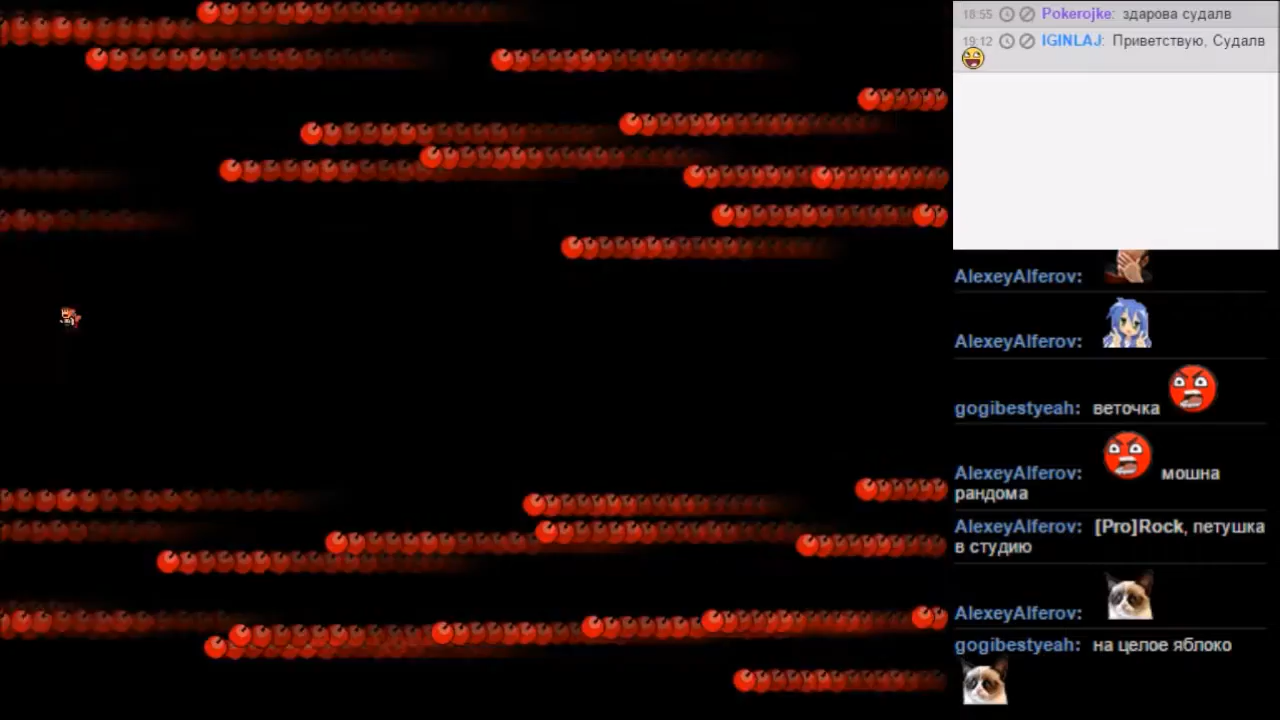 18:55 Pokerojke: здарова судалв
19:12 IGINLAJ: Приветствую, Судалв
AlexeyAlferov:
AlexeyAlferov:
gogibestyeah: веточка
AlexeyAlferov: мошна
рандома
AlexeyAlferov: [Pro]Rock, петушка
в студию
AlexeyAlferov:
gogibestyeah: на целое яблоко